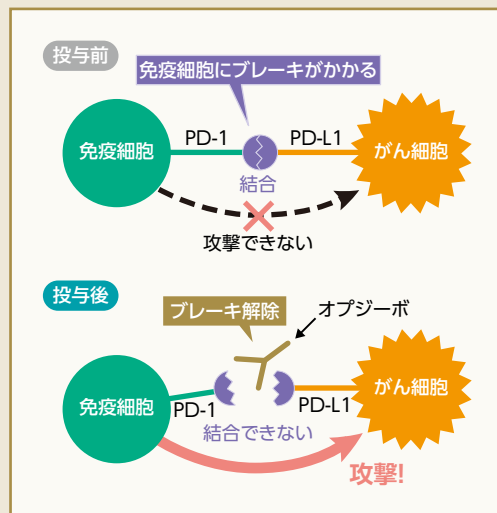 投与前
免疫細胞にブレーキがかかる
PD-1
PD-L1
免疫細胞
がん細胞
結合
攻撃できない
投与後
ブレーキ解除
オプジーボ
免疫細胞
がん細胞
PD-1
PD-L1
結合できない
攻撃!